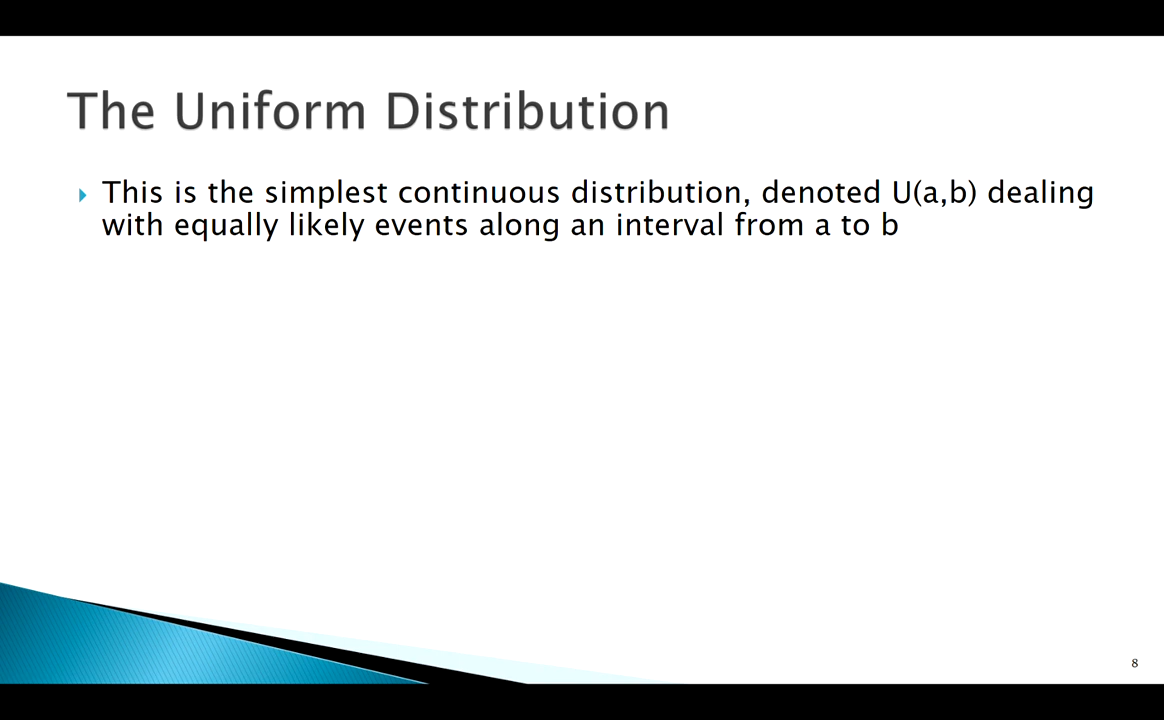 The Uniform Distribution
This is the simplest continuous distribution, denoted U(a,b) dealing
with equally likely events along an interval from a to b
8